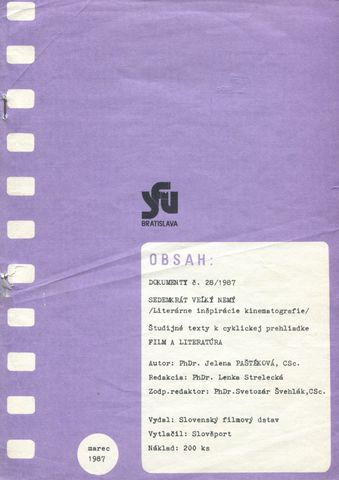 sfu
BRATISLAVA
OBSAH:
DOKUMENTY č. 28/1987
SEDEMKRÁT VEĽKÝ NEMÝ
/Literárne inšpirácie kinematografie/
Študijné texty k cyklickej prehliadke
FILM A LITERATÚRA
Autor: PhDr. Jelena PAŠTÉKOVÁ, CSc.
Redakcia: PhDr. Lenka Strelecká
Zodp.redaktor: PhDr.Svetozár Švehlák,CSc.
Vydal: Slovenský filmový ústav
Vytlačil: Slovšport
Náklad: 200 ks
marec
1987